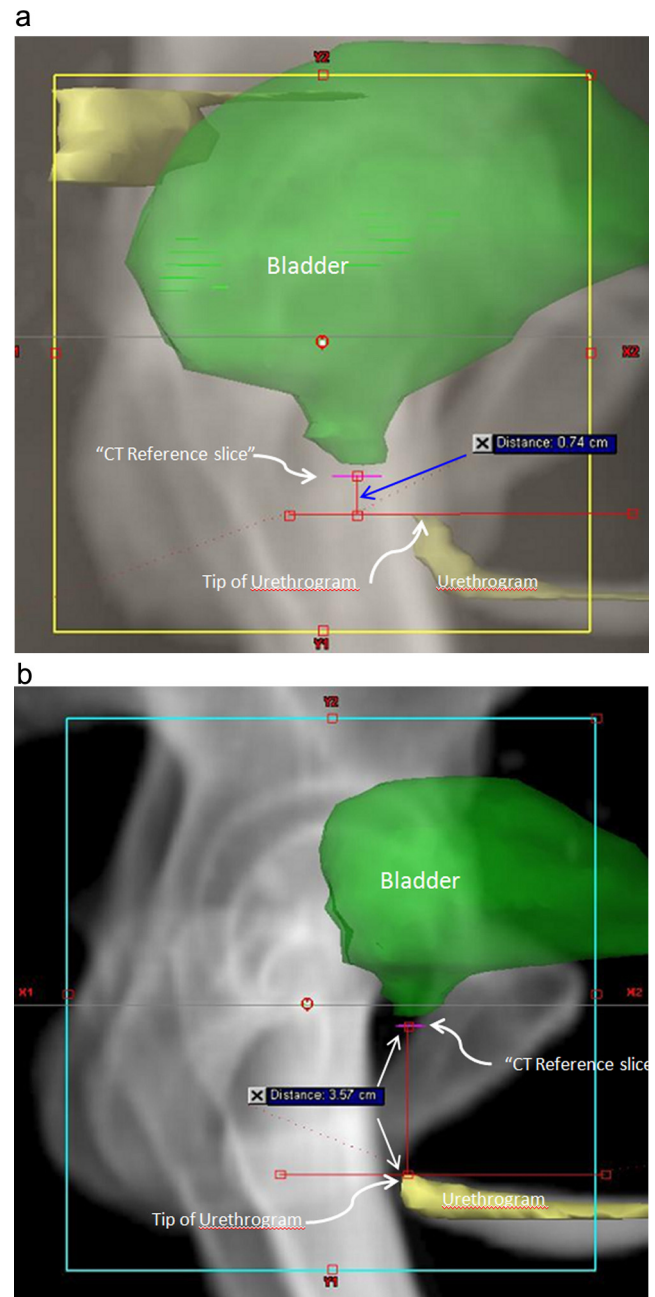 a
Y2
Bladder
X2
"CT Reference slice"
X Distance: 0.74 cm
Tip of Urethrogram
Urethrogram
Y1
b
Y2
Bladder
X1
X2
"CT Reference slice
X Distance: 3.57 cm
Urethrogram
Tip of Urethrogram
Y1